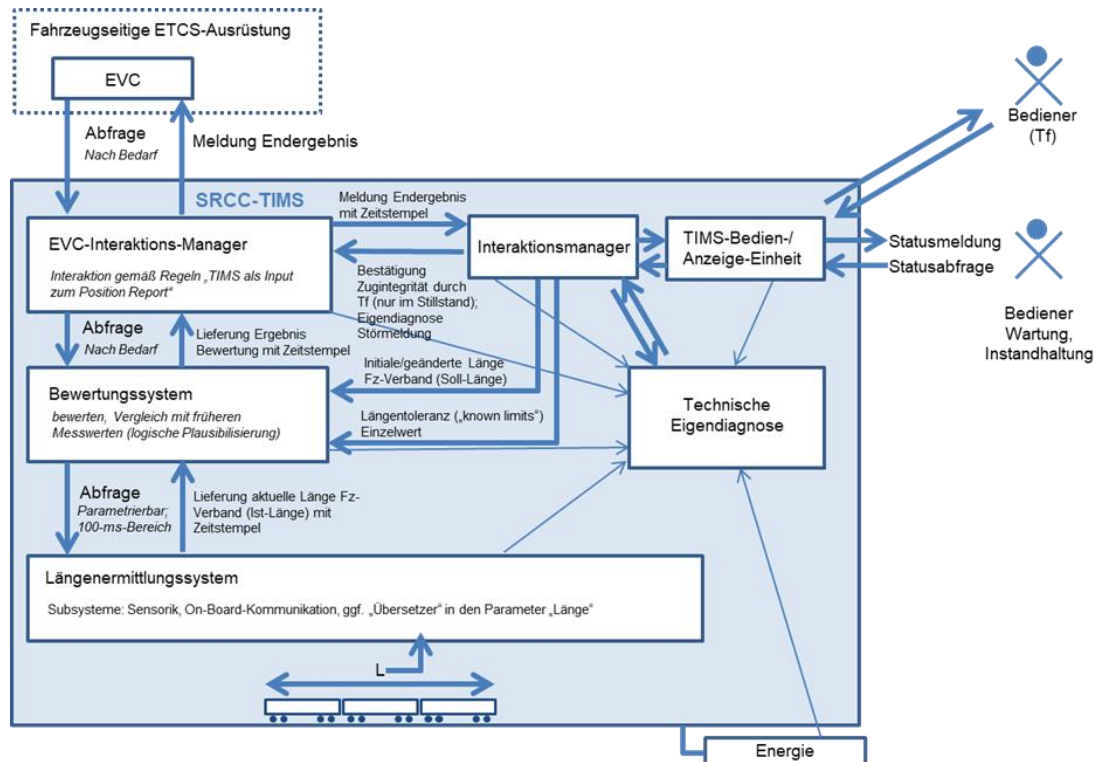 Fahrzeugseitige ETCS-Ausrüstung
EVC
Abfrage
Nach Bedarf
Meldung Endergebnis
Bediener
(Tf)
SRCC-TIMS
Meldung Endergebnis
mit Zeitstempel
EVC-Interaktions-Manager
Interaktion gemäß Regeln „TIMS als Input
zum Position Report“
Interaktionsmanager
TIMS-Bedien-/
Anzeige-Einheit
Statusmeldung
Statusabfrage
Bediener
Wartung,
Instandhaltung
Bestätigung
Zugintegrität durch
Tf (nur im Stillstand);
Eigendiagnose
Störmeldung
Abfrage
Nach Bedarf
Lieferung Ergebnis
Bewertung mit Zeitstempel
Initiale/geänderte Länge
Fz-Verband (Soll-Länge)
Bewertungssystem
bewerten, Vergleich mit früheren
Messwerten (logische Plausibilisierung)
Längentoleranz („known limits“)
Einzelwert
Technische
Eigendiagnose
Abfrage
Parametrierbar;
100-ms-Bereich
Lieferung aktuelle Länge Fz-
Verband (Ist-Länge) mit
Zeitstempel
Längenermittlungssystem
Subsysteme: Sensorik, On-Board-Kommunikation, ggf. „Übersetzer“ in den Parameter „Länge“
L
Energie